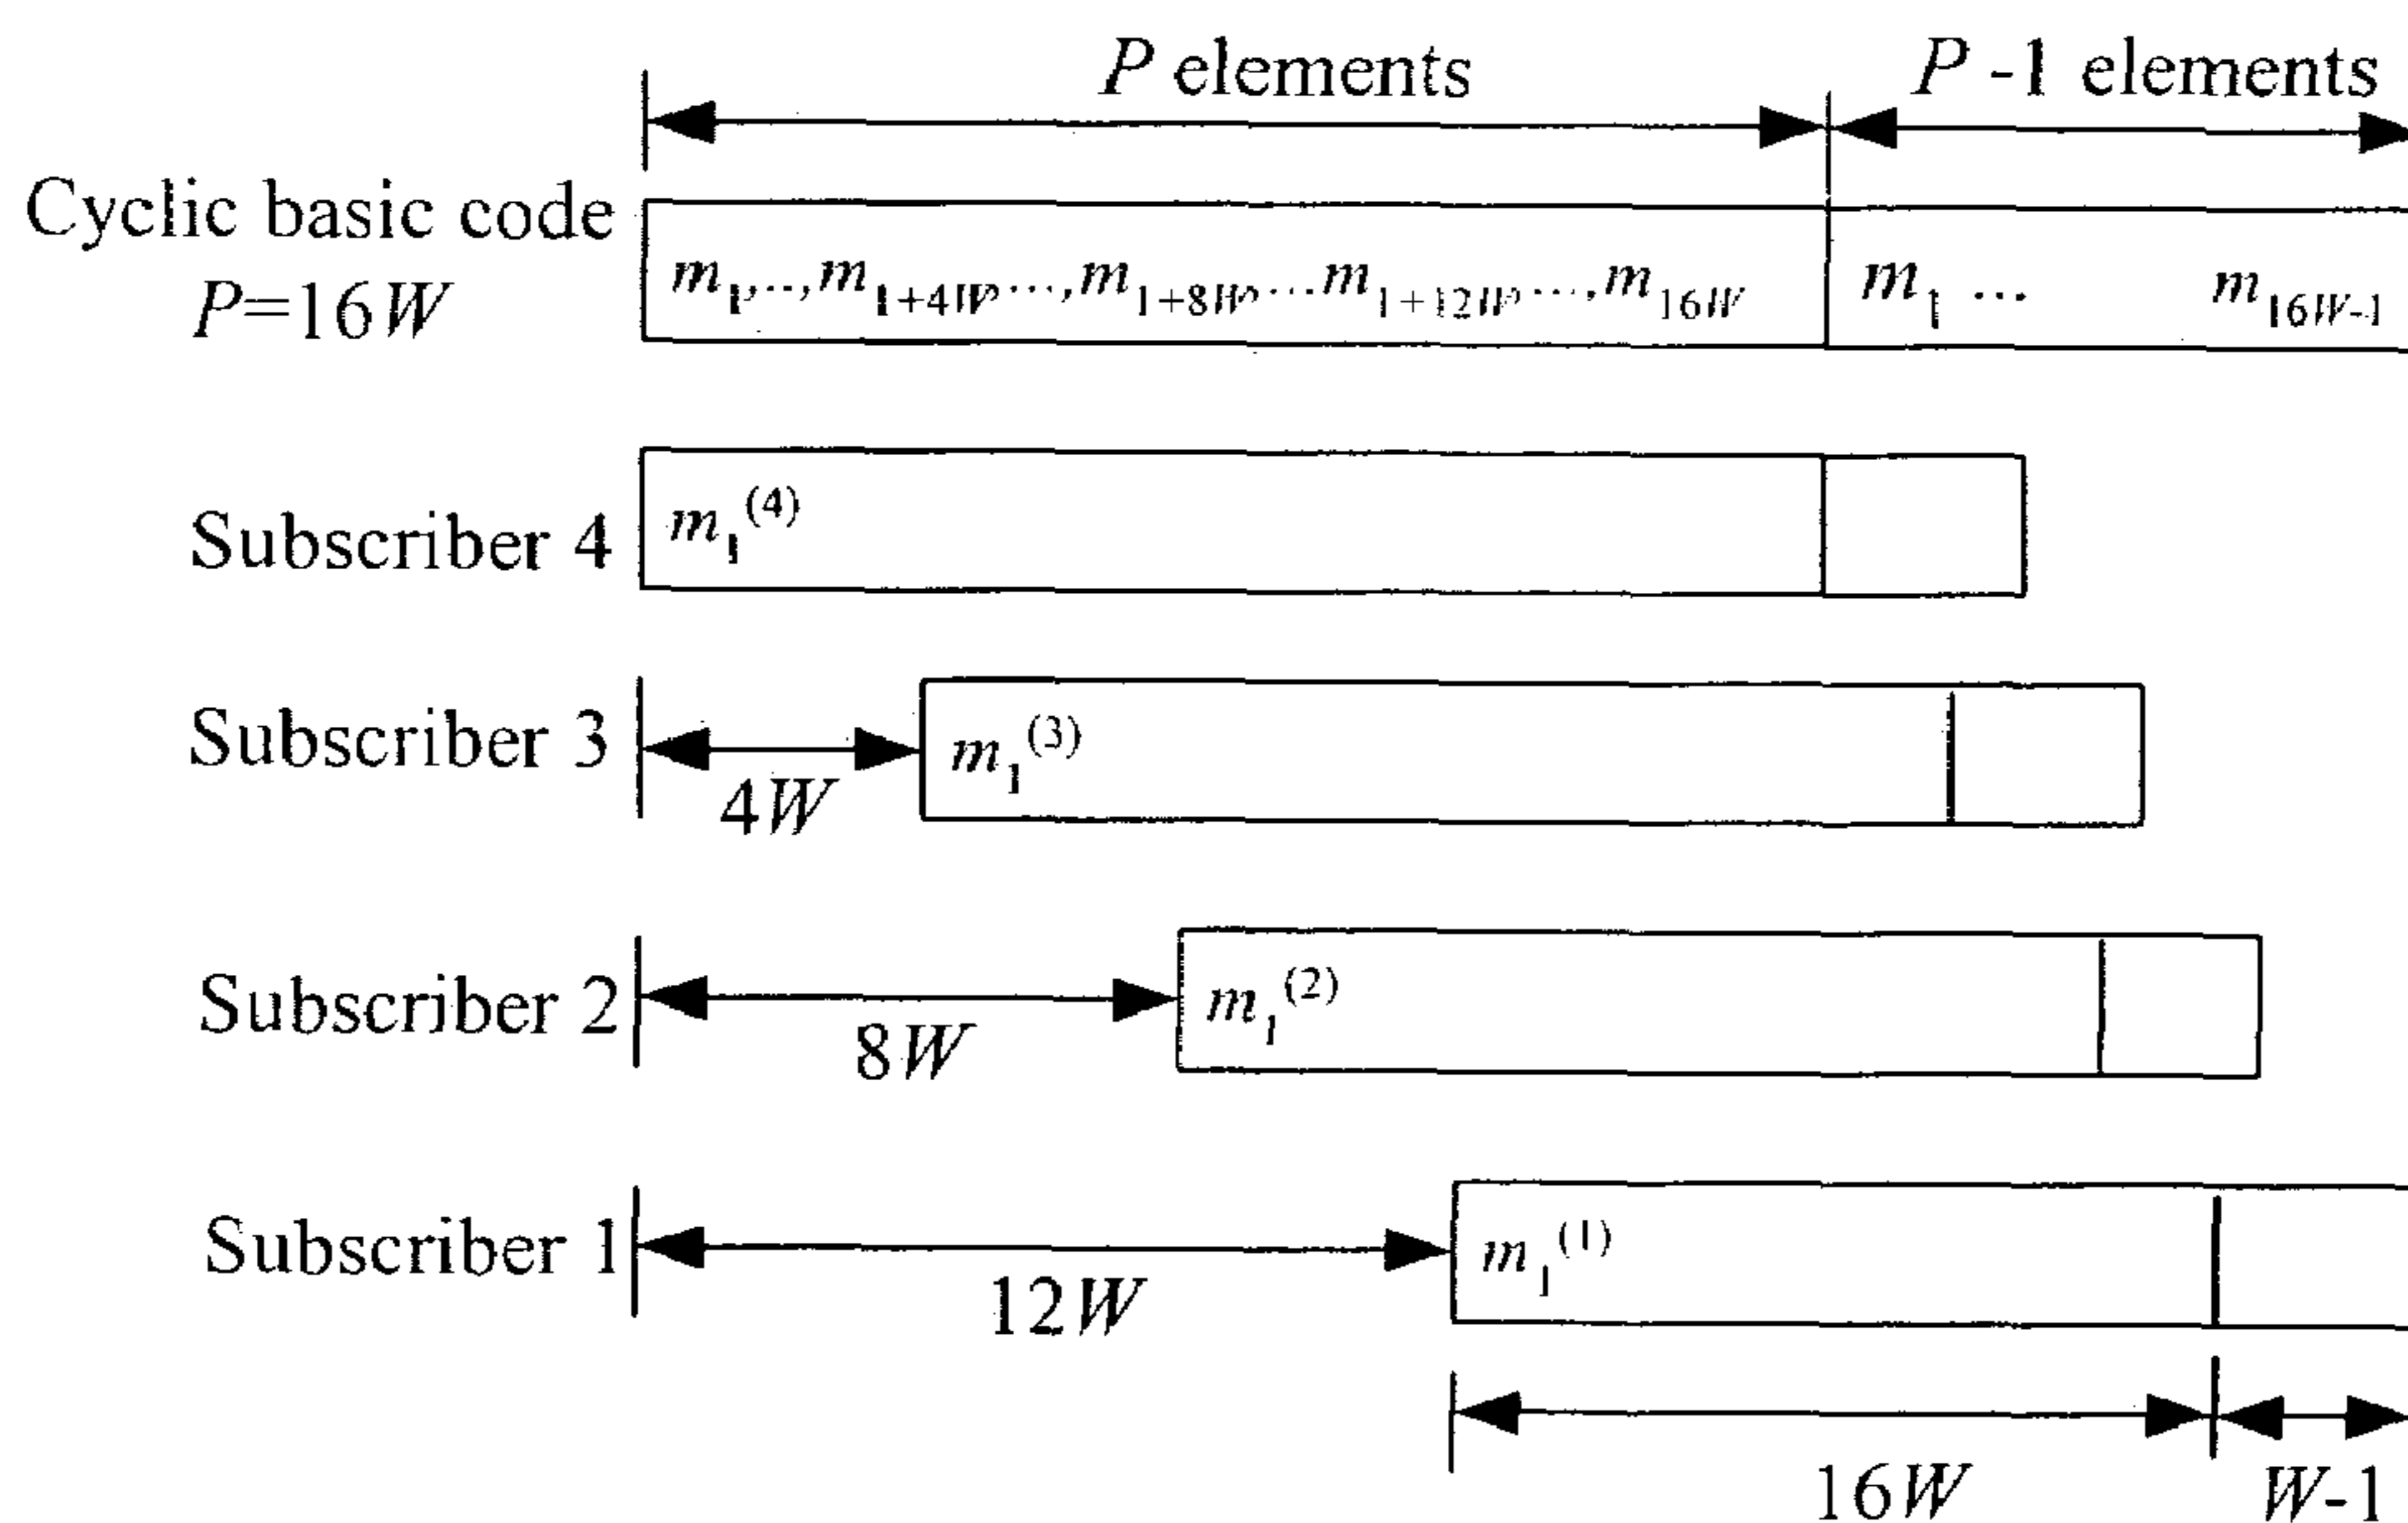 P elements
P -1 elements
Cyclic basic code
P=16W
m₁,..,m₁₊₄W,...,m₁₊₈W,...m₁₊₁₂W,...,m₁₆W
m₁ ...
m₁₆W₋₁
Subscriber 4
m₁⁽⁴⁾
Subscriber 3
4W
m₁⁽³⁾
Subscriber 2
8W
m₁⁽²⁾
Subscriber 1
12W
m₁⁽¹⁾
16W
W-1